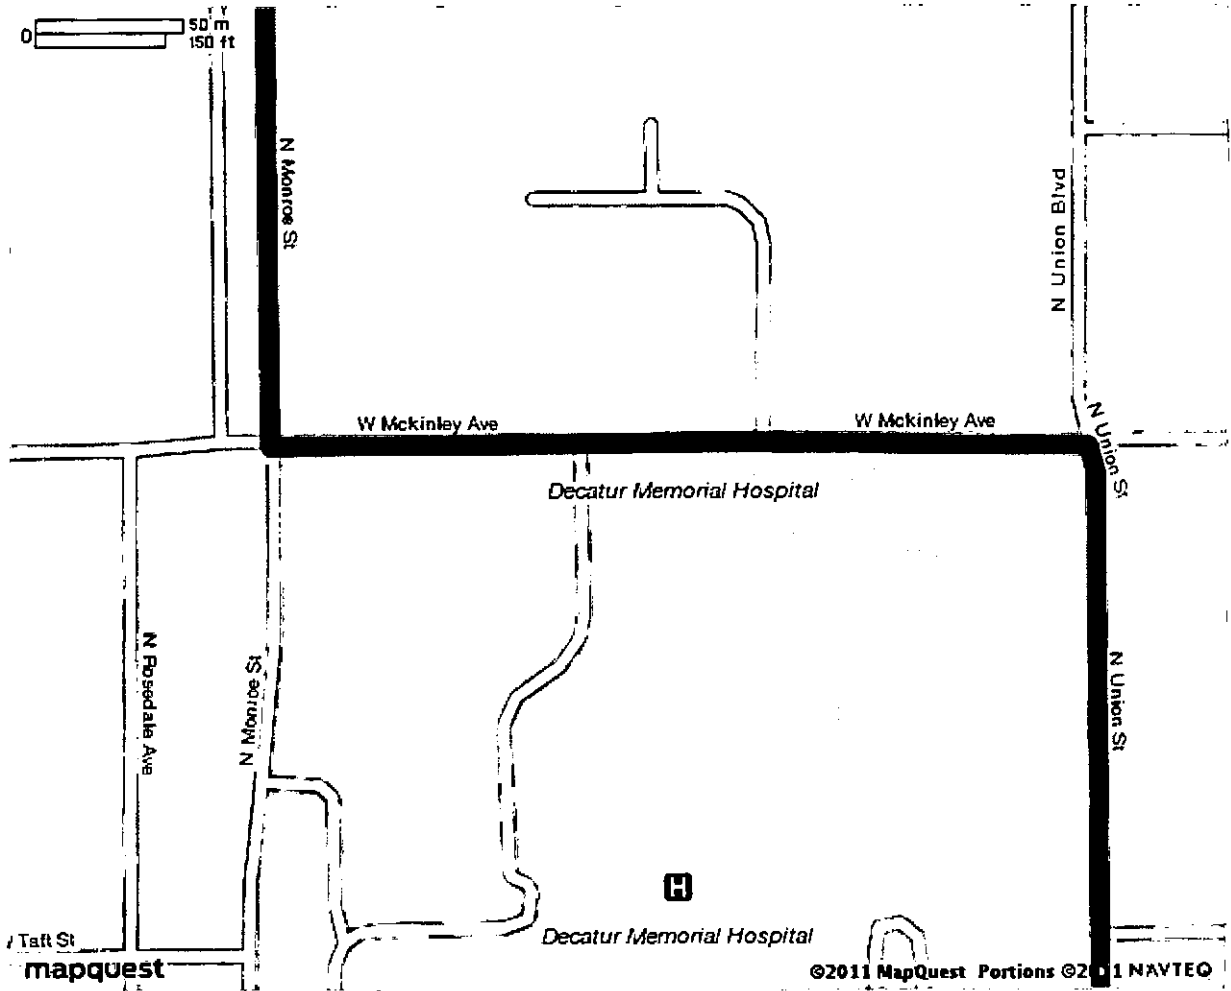 0
50 m
150 ft
N Monroe St
N Union Blvd
W Mckinley Ave
W Mckinley Ave
N Union St
Decatur Memorial Hospital
N Rosedale Ave
N Monroe St
N Union St
H
Taft St
Decatur Memorial Hospital
mapquest
©2011 MapQuest Portions ©2011 NAVTEQ